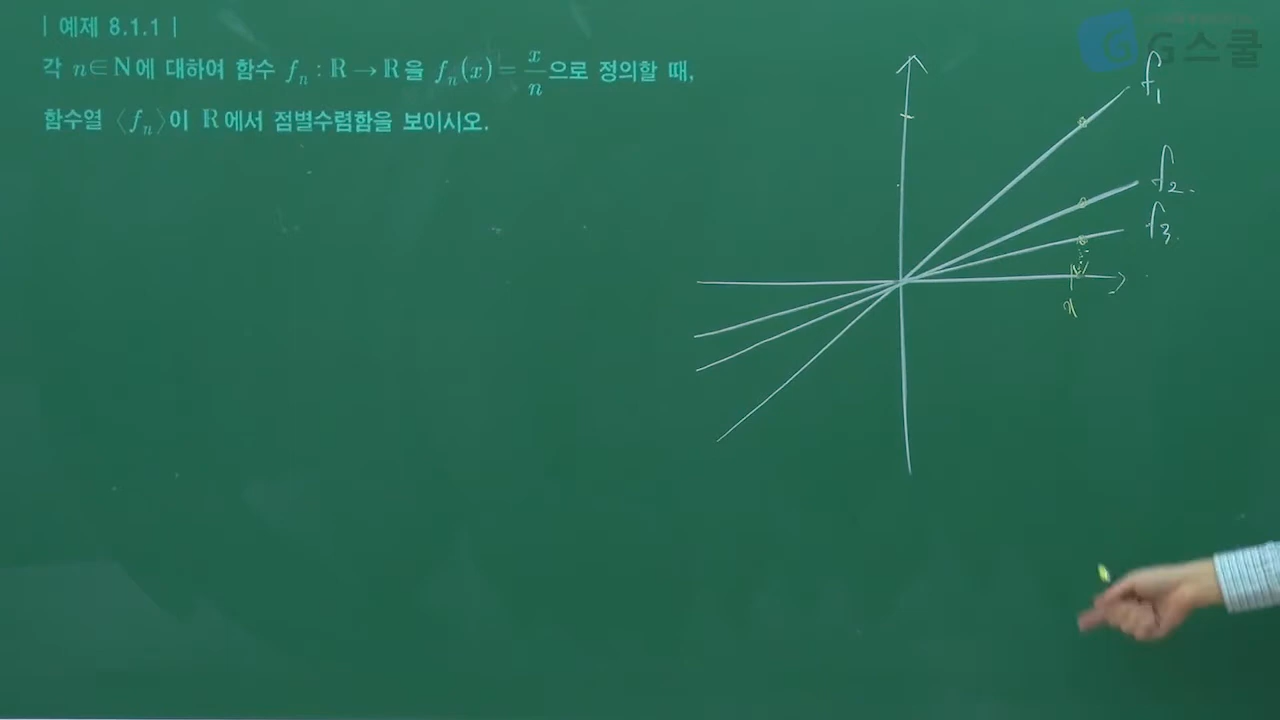 | 예제 8.1.1 |
각 n∈N에 대하여 함수 fₙ : ℝ→ℝ을 fₙ(x)=x/n으로 정의할 때,
함수열 ⟨fₙ⟩이 ℝ에서 점별수렴함을 보이시오.
G스쿨
f₁
f₂.
f₃.
x